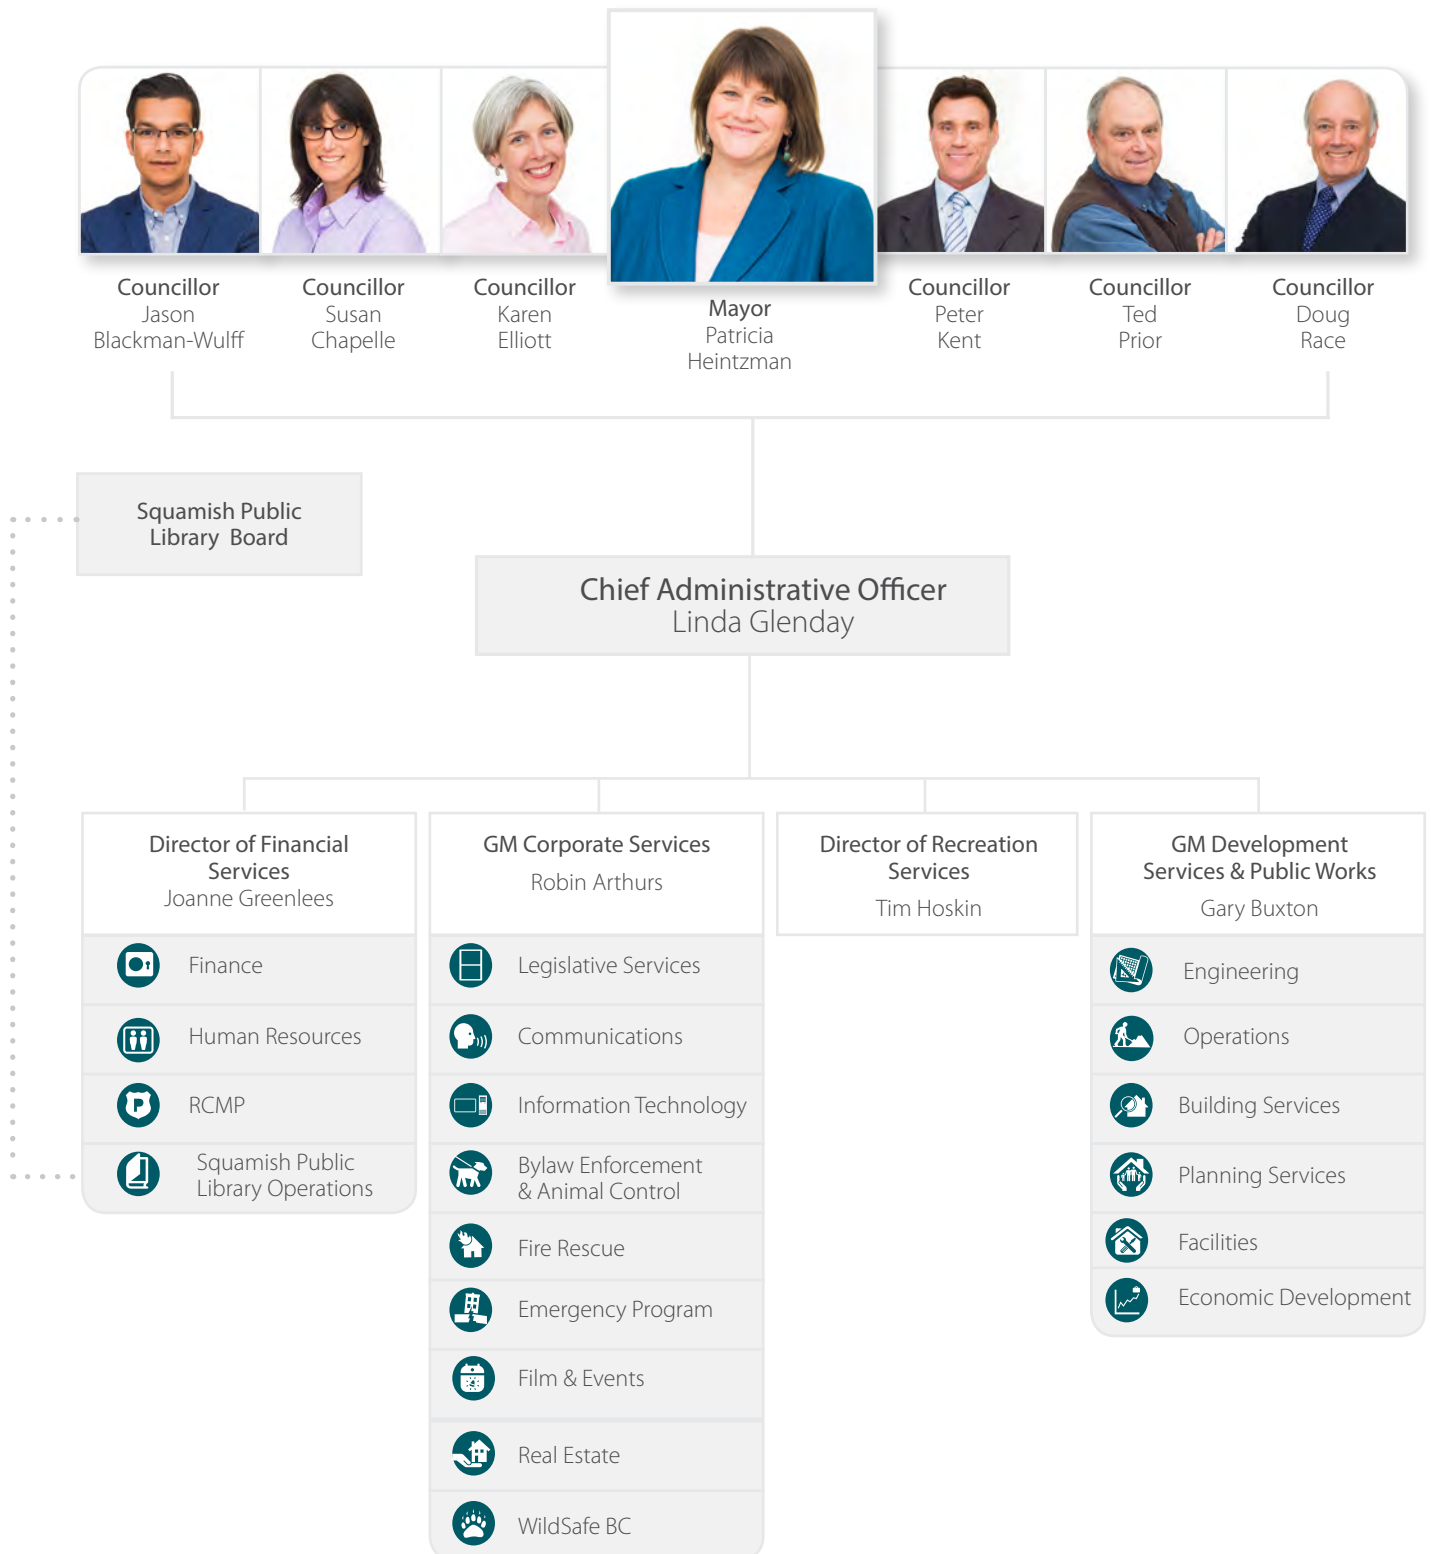 Councillor
Jason
Blackman-Wulff
Councillor
Susan
Chapelle
Councillor
Karen
Elliott
Mayor
Patricia
Heintzman
Councillor
Peter
Kent
Councillor
Ted
Prior
Councillor
Doug
Race
Squamish Public
Library Board
Chief Administrative Officer
Linda Glenday
Director of Financial
Services
Joanne Greenlees
Finance
Human Resources
P
RCMP
Squamish Public
Library Operations
GM Corporate Services
Robin Arthurs
Legislative Services
Communications
Information Technology
Bylaw Enforcement
& Animal Control
Fire Rescue
Emergency Program
Film & Events
Real Estate
WildSafe BC
Director of Recreation
Services
Tim Hoskin
GM Development
Services & Public Works
Gary Buxton
Engineering
Operations
Building Services
Planning Services
Facilities
Economic Development